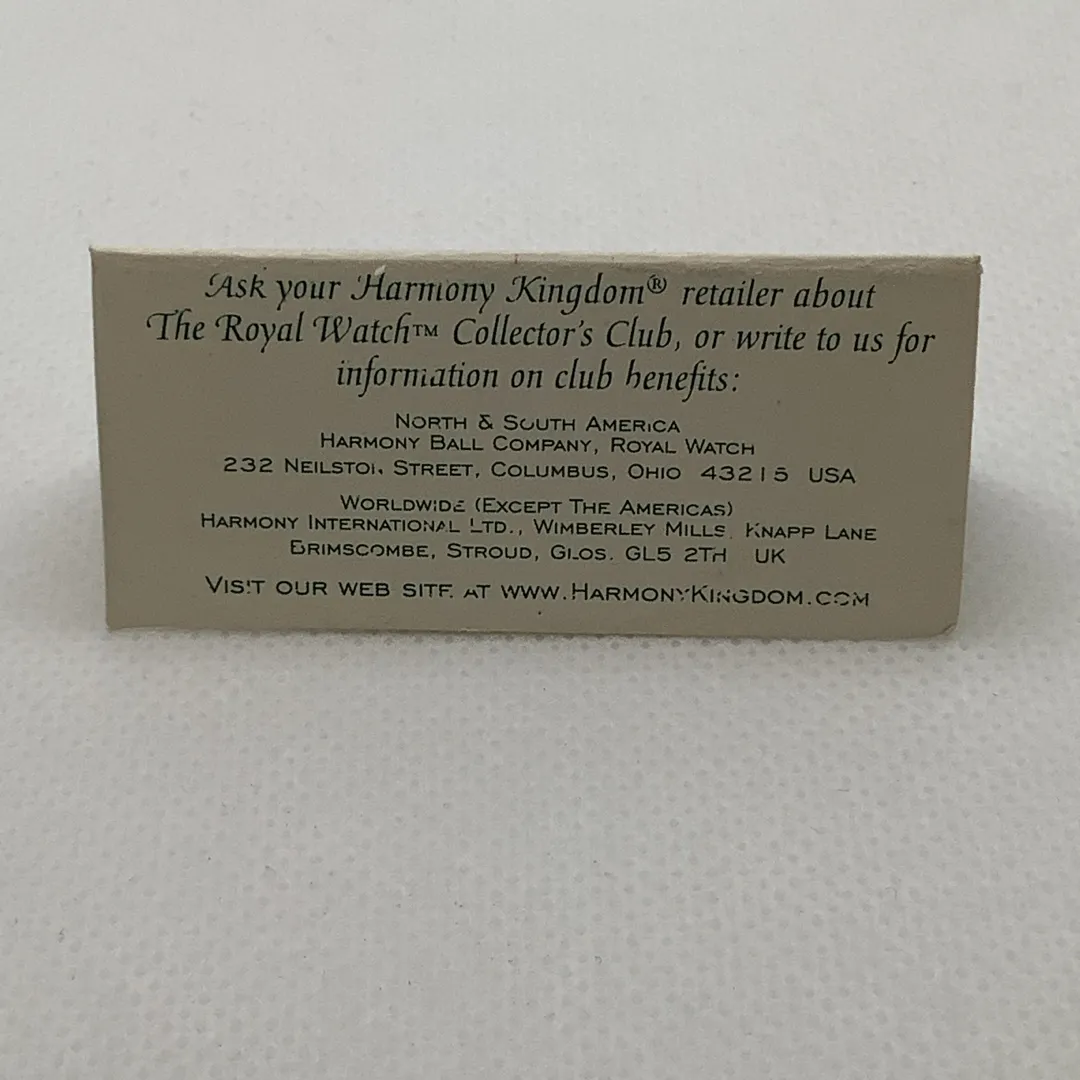 Ask your Harmony Kingdom® retailer about
The Royal Watch™ Collector's Club, or write to us for
information on club benefits:
NORTH & SOUTH AMERICA
HARMONY BALL COMPANY, ROYAL WATCH
232 NEILSTON STREET, COLUMBUS, OHIO 43215 USA
WORLDWIDE (EXCEPT THE AMERICAS)
HARMONY INTERNATIONAL LTD., WIMBERLEY MILLS, KNAPP LANE
BRIMSCOMBE, STROUD, GLOS. GL5 2TH UK
VISIT OUR WEB SITE AT WWW.HARMONYKINGDOM.COM